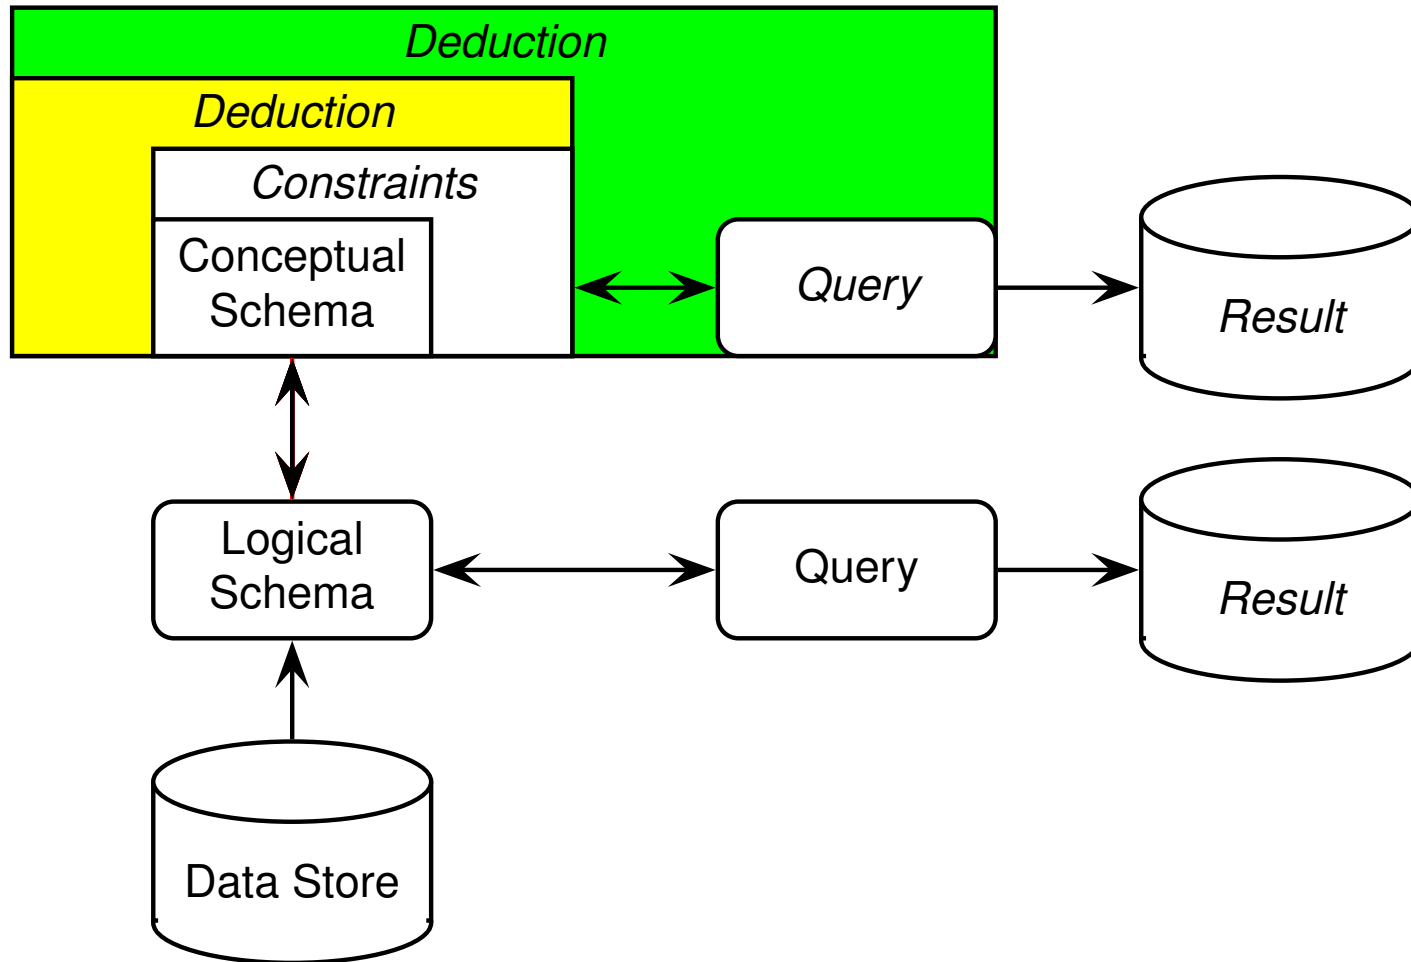 Deduction
Deduction
Constraints
Conceptual
Schema
Query
Result
Logical
Schema
Query
Result
Data Store